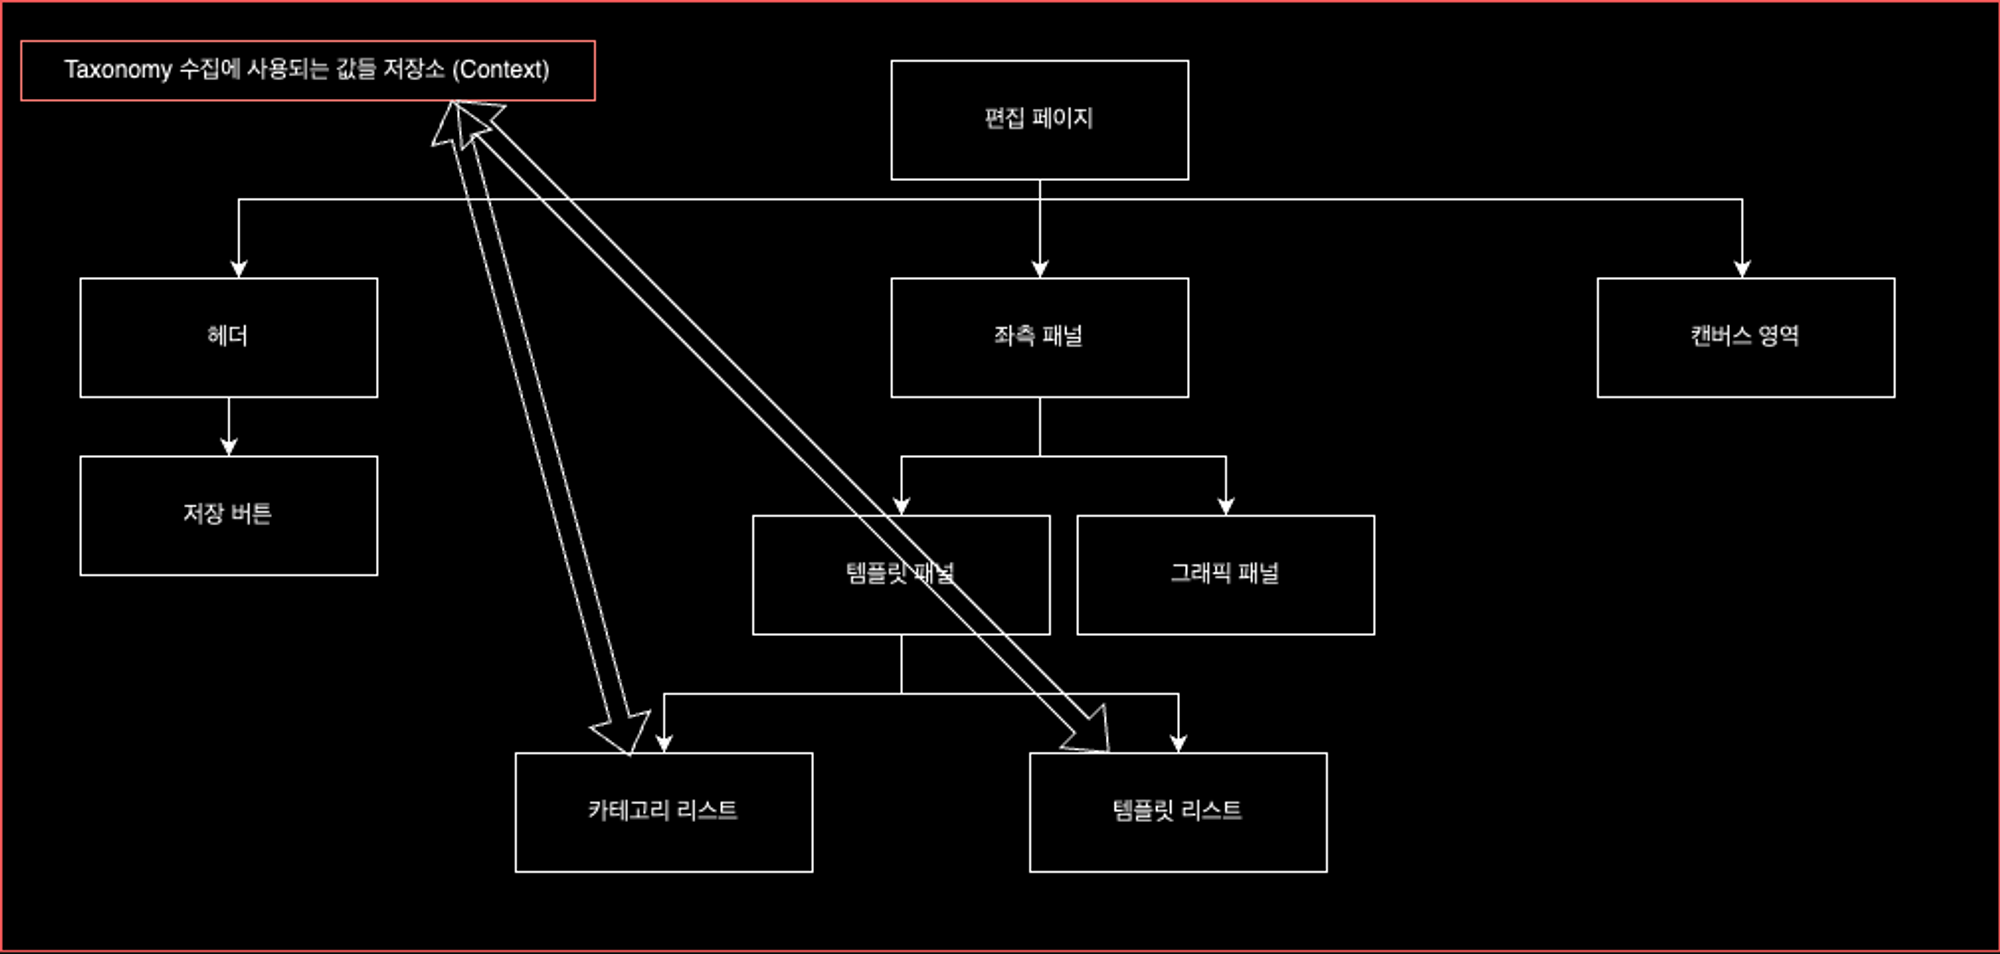 Taxonomy 수집에 사용되는 값들 저장소 (Context)
편집 페이지
헤더
좌측 패널
캔버스 영역
저장 버튼
템플릿 패널
그래픽 패널
카테고리 리스트
템플릿 리스트